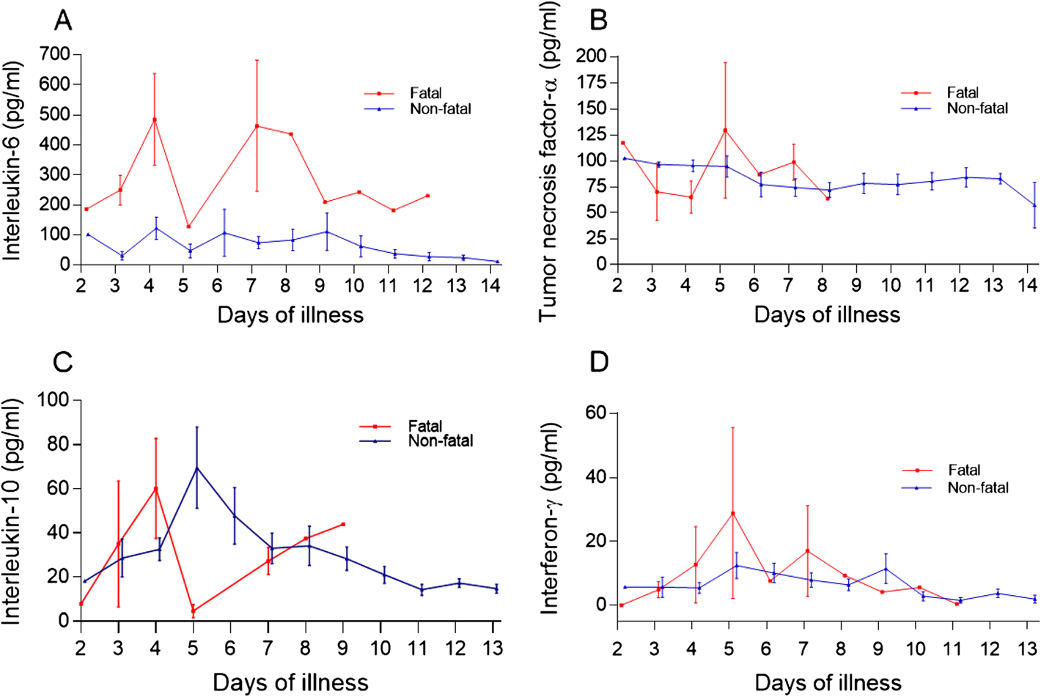 A
Interleukin-6 (pg/ml)
700
600
500
400
300
200
100
0
Fatal
Non-fatal
2 3 4 5 6 7 8 9 10 11 12 13 14
Days of illness
B
Tumor necrosis factor-α (pg/ml)
200
175
150
125
100
75
50
25
0
Fatal
Non-fatal
2 3 4 5 6 7 8 9 10 11 12 13 14
Days of illness
C
Interleukin-10 (pg/ml)
100
80
60
40
20
0
Fatal
Non-fatal
2 3 4 5 6 7 8 9 10 11 12 13
Days of illness
D
Interferon-γ (pg/ml)
60
40
20
0
Fatal
Non-fatal
2 3 4 5 6 7 8 9 10 11 12 13
Days of illness